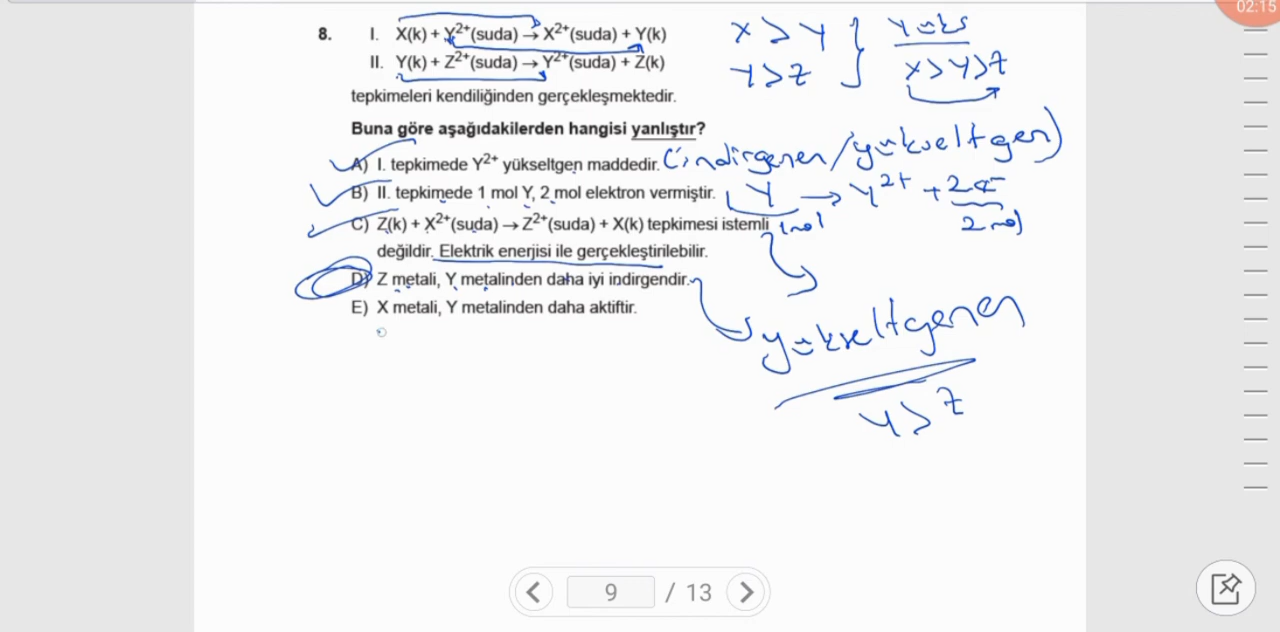 02:15
8. I. X(k) + Y²⁺(suda) → X²⁺(suda) + Y(k)
II. Y(k) + Z²⁺(suda) → Y²⁺(suda) + Z(k)
tepkimeleri kendiliğinden gerçekleşmektedir.
Buna göre aşağıdakilerden hangisi yanlıştır?
A) I. tepkimede Y²⁺ yükseltgen maddedir.
B) II. tepkimede 1 mol Y, 2 mol elektron vermiştir.
C) Z(k) + X²⁺(suda) → Z²⁺(suda) + X(k) tepkimesi istemli
değildir. Elektrik enerjisi ile gerçekleştirilebilir.
D) Z metali, Y metalinden daha iyi indirgendir.
E) X metali, Y metalinden daha aktiftir.
X > Y
Y > Z
Yüks
X > Y > Z
(indirgenen/yükseltgen)
Y → Y²⁺ + 2e⁻
1 mol
2 mol
yükseltgenen
Y > Z
9 / 13